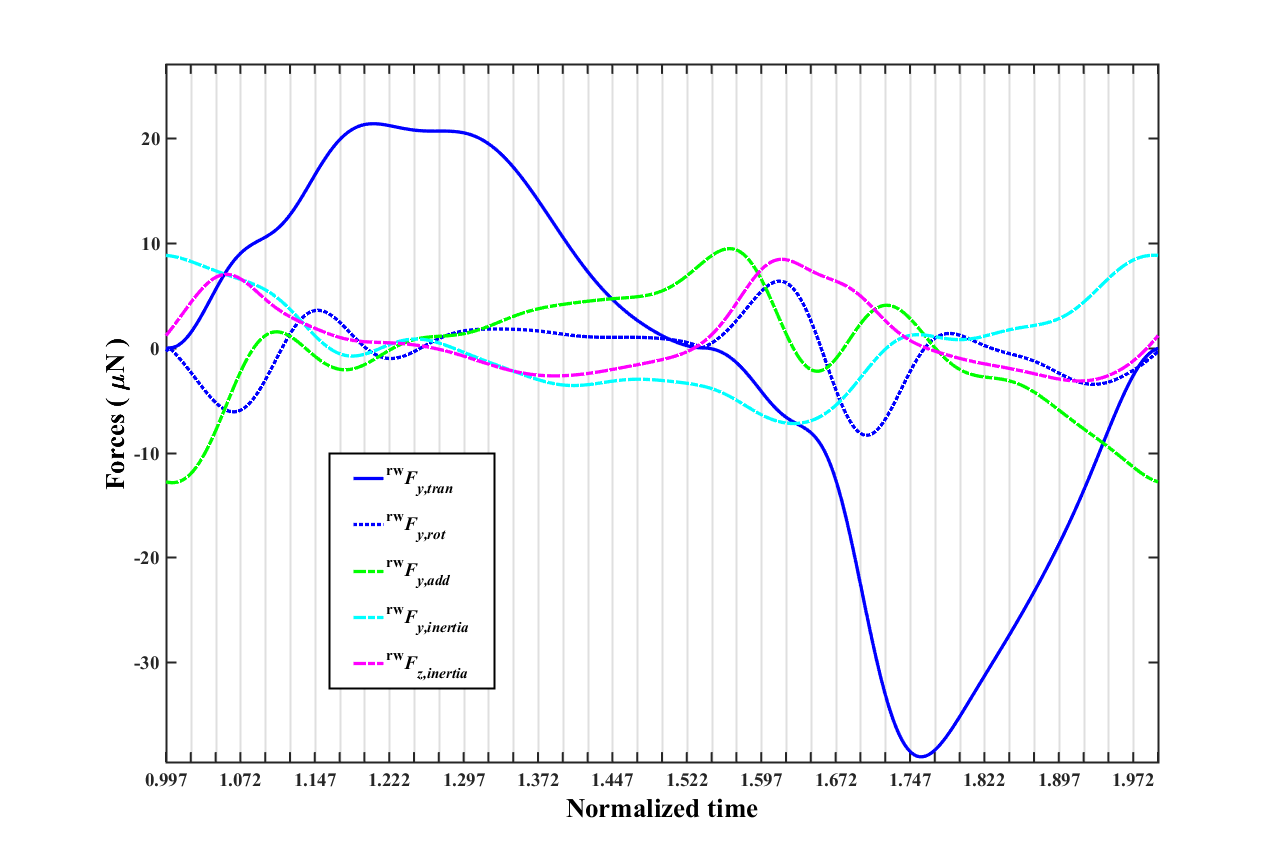 Forces ( μN )
20
10
0
-10
-20
-30
rwFy,tran
rwFy,rot
rwFy,add
rwFy,inertia
rwFz,inertia
0.997 1.072 1.147 1.222 1.297 1.372 1.447 1.522 1.597 1.672 1.747 1.822 1.897 1.972
Normalized time